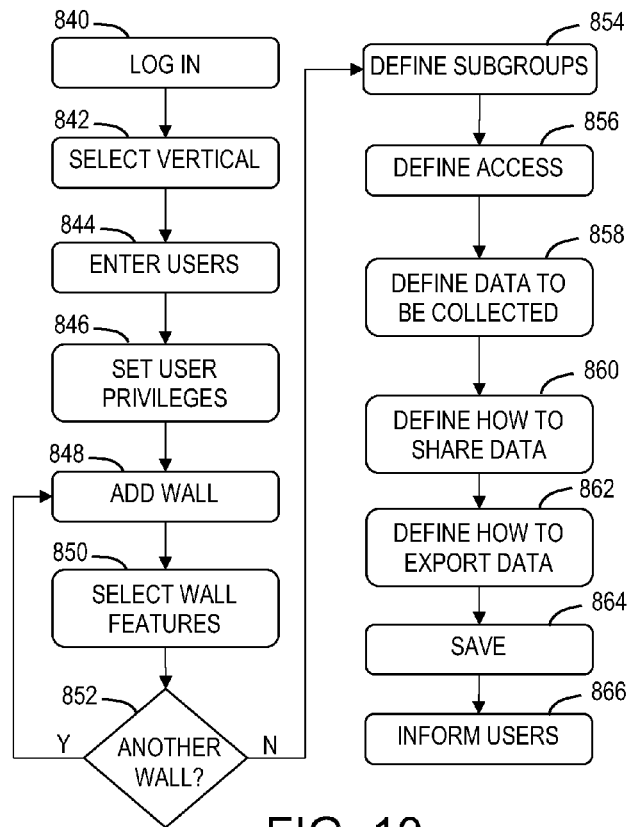 840
LOG IN
842
SELECT VERTICAL
844
ENTER USERS
846
SET USER
PRIVILEGES
848
ADD WALL
850
SELECT WALL
FEATURES
852
ANOTHER
WALL?
Y
N
854
DEFINE SUBGROUPS
856
DEFINE ACCESS
858
DEFINE DATA TO
BE COLLECTED
860
DEFINE HOW TO
SHARE DATA
862
DEFINE HOW TO
EXPORT DATA
864
SAVE
866
INFORM USERS